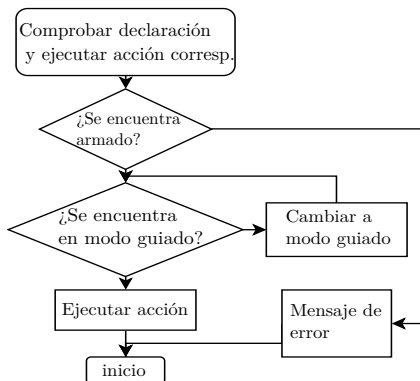 Comprobar declaración
y ejecutar acción corresp.
¿Se encuentra
armado?
¿Se encuentra
en modo guiado?
Cambiar a
modo guiado
Ejecutar acción
Mensaje de
error
inicio